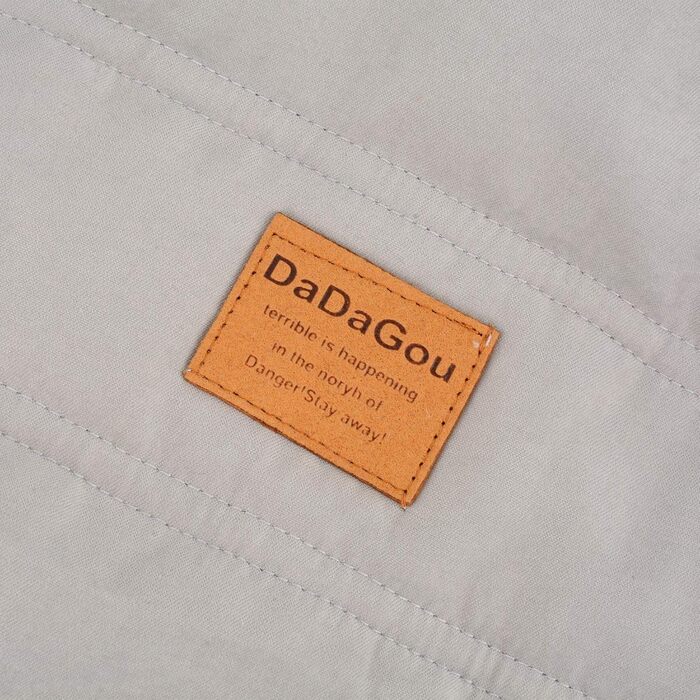 DaDaGou
terrible is happening
in the noryh of
Danger!Stay away!